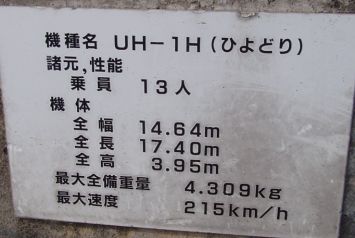 機種名 UH-1H(ひよどり)
諸元,性能
乗員 13人
機体
全幅 14.64m
全長 17.40m
全高 3.95m
最大全備重量 4.309kg
最大速度 215km/h